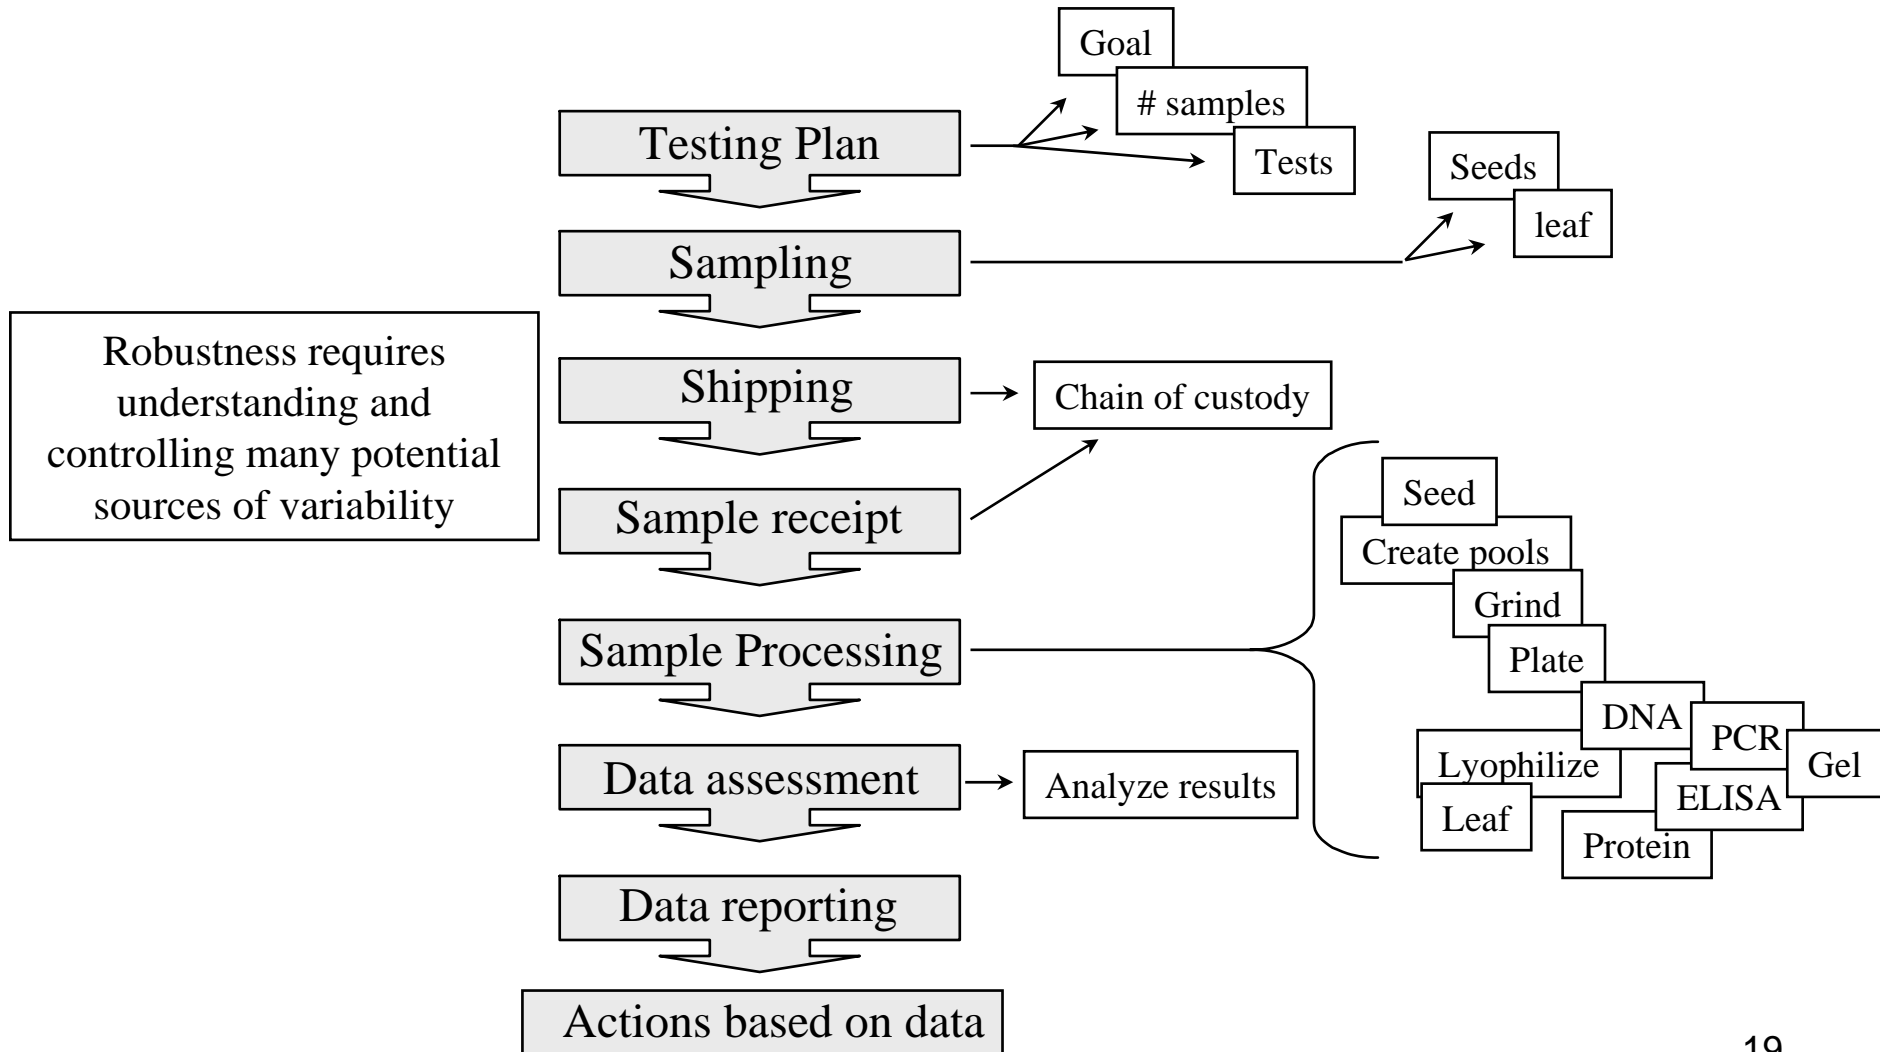 Goal
# samples
Tests
Testing Plan
Seeds
leaf
Sampling
Robustness requires
understanding and
controlling many potential
sources of variability
Shipping
Chain of custody
Sample receipt
Seed
Create pools
Grind
Plate
Sample Processing
DNA
PCR
Gel
Lyophilize
ELISA
Leaf
Protein
Data assessment
Analyze results
Data reporting
Actions based on data
19